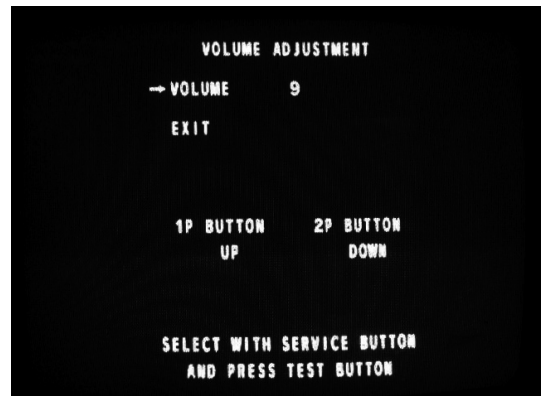 VOLUME ADJUSTMENT
→ VOLUME 9
EXIT
1P BUTTON 2P BUTTON
UP DOWN
SELECT WITH SERVICE BUTTON
AND PRESS TEST BUTTON